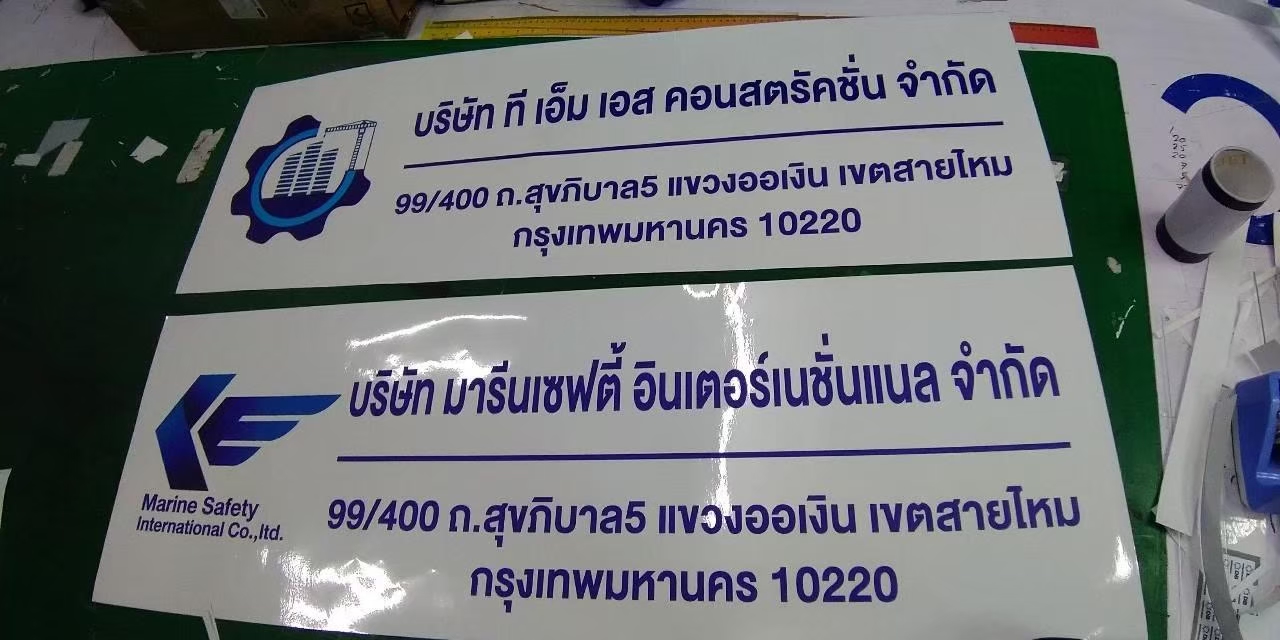 บริษัท ที เอ็ม เอส คอนสตรัคชั่น จำกัด
99/400 ถ.สุขภิบาล5 แขวงออเงิน เขตสายไหม
กรุงเทพมหานคร 10220
บริษัท มารีนเซฟตี้ อินเตอร์เนชั่นแนล จำกัด
Marine Safety
International Co.,ltd.
99/400 ถ.สุขภิบาล5 แขวงออเงิน เขตสายไหม
กรุงเทพมหานคร 10220